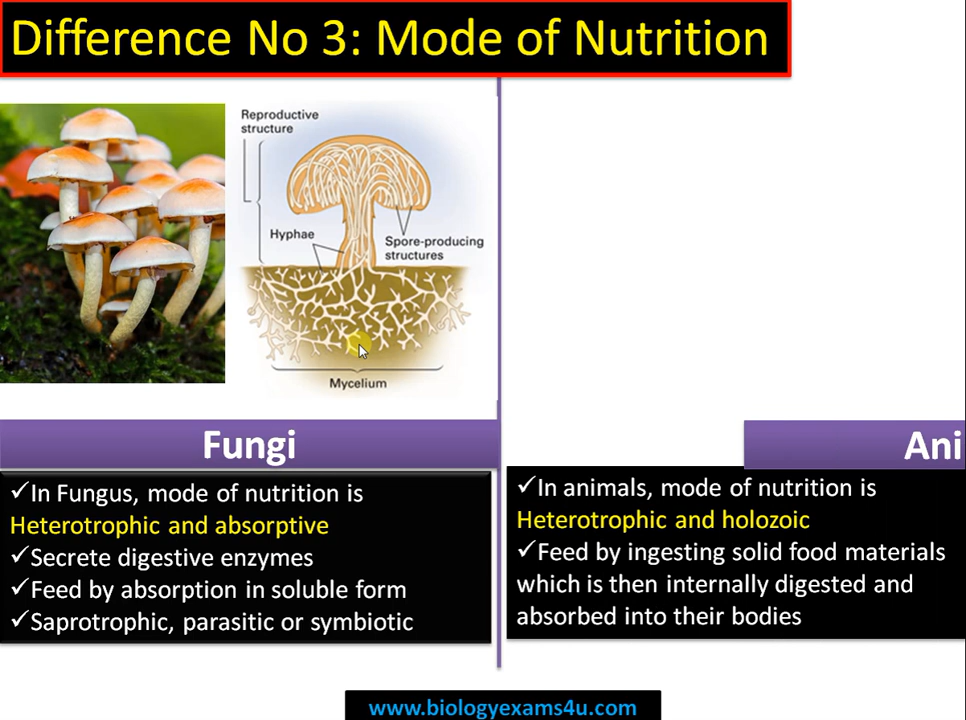 Difference No 3: Mode of Nutrition
Reproductive
structure
Hyphae
Spore-producing
structures
Mycelium
Fungi
✓In Fungus, mode of nutrition is
Heterotrophic and absorptive
✓Secrete digestive enzymes
✓Feed by absorption in soluble form
✓Saprotrophic, parasitic or symbiotic
Ani
✓In animals, mode of nutrition is
Heterotrophic and holozoic
✓Feed by ingesting solid food materials
which is then internally digested and
absorbed into their bodies
www.biologyexams4u.com